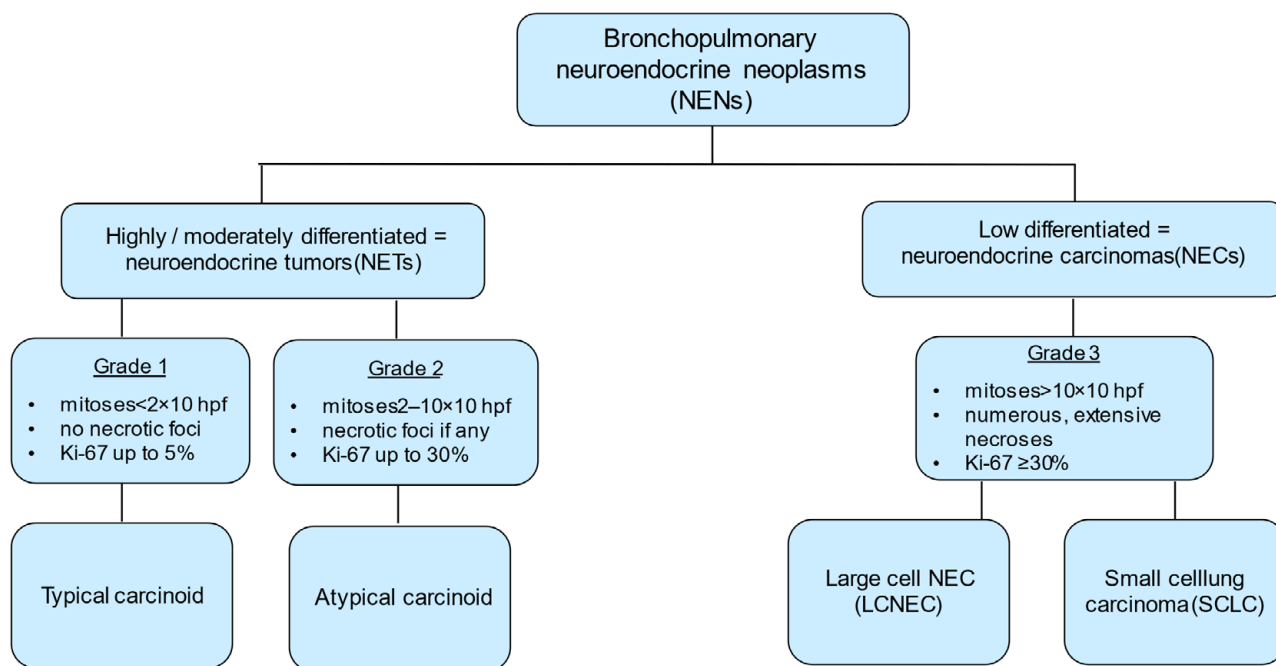 Bronchopulmonary
neuroendocrine neoplasms
(NENs)
Highly / moderately differentiated =
neuroendocrine tumors(NETs)
Low differentiated =
neuroendocrine carcinomas(NECs)
Grade 1
• mitoses<2×10 hpf
• no necrotic foci
• Ki-67 up to 5%
Grade 2
• mitoses2–10×10 hpf
• necrotic foci if any
• Ki-67 up to 30%
Grade 3
• mitoses>10×10 hpf
• numerous, extensive
necroses
• Ki-67 ≥30%
Typical carcinoid
Atypical carcinoid
Large cell NEC
(LCNEC)
Small celllung
carcinoma(SCLC)